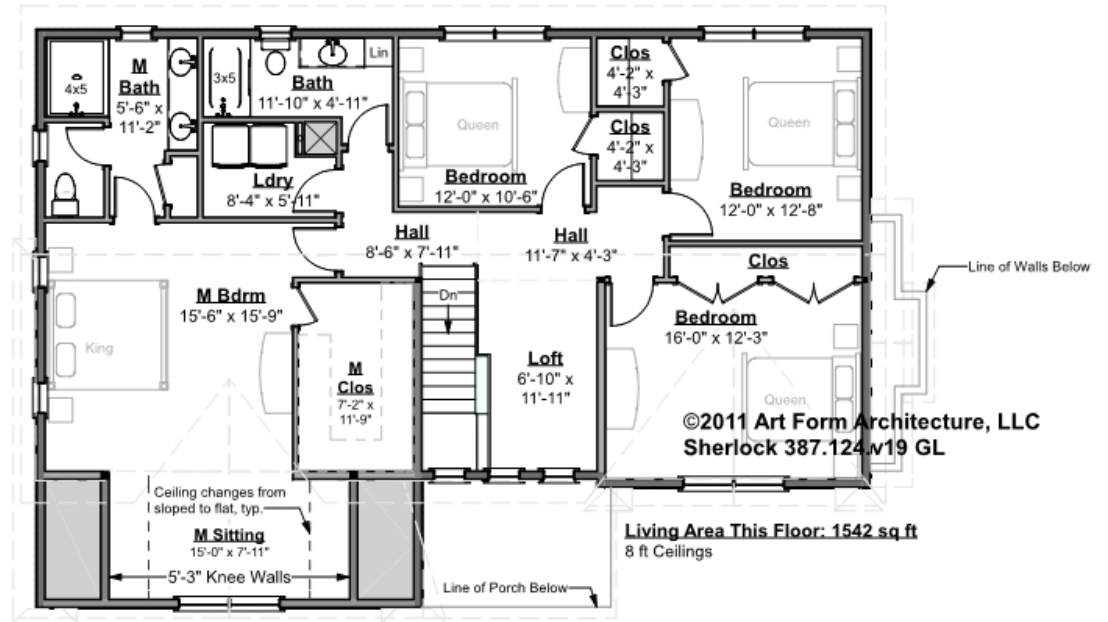 4x5
M
Bath
5'-6" x
11'-2"
3x5
Lin
Bath
11'-10" x 4'-11"
Queen
Bedroom
12'-0" x 10'-6"
Clos
4'-2" x
4'-3"
Clos
4'-2" x
4'-3"
Queen
Bedroom
12'-0" x 12'-8"
Ldry
8'-4" x 5'-11"
Hall
8'-6" x 7'-11"
Hall
11'-7" x 4'-3"
Clos
Line of Walls Below
M Bdrm
15'-6" x 15'-9"
King
Dn
M
Clos
7'-2" x
11'-9"
Loft
6'-10" x
11'-11"
Bedroom
16'-0" x 12'-3"
Queen
©2011 Art Form Architecture, LLC
Sherlock 387.124.v19 GL
Ceiling changes from
sloped to flat, typ.
M Sitting
15'-0" x 7'-11"
5'-3" Knee Walls
Line of Porch Below
Living Area This Floor: 1542 sq ft
8 ft Ceilings